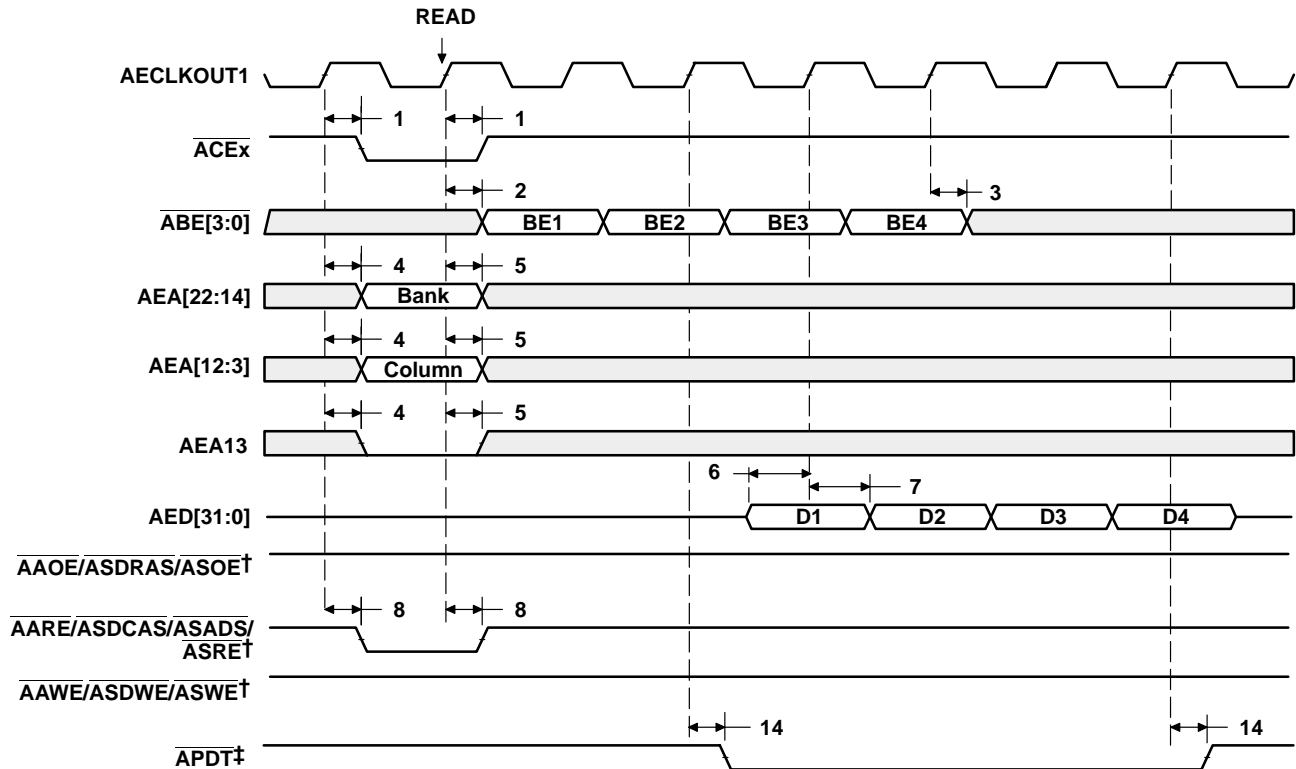 READ
AECLKOUT1
1 1
ACEx
2 3
ABE[3:0] BE1 BE2 BE3 BE4
4 5
AEA[22:14] Bank
4 5
AEA[12:3] Column
4 5
AEA13
6 7
AED[31:0] D1 D2 D3 D4
AAOE/ASDRAS/ASOE†
8 8
AARE/ASDCAS/ASADS/
ASRE†
AAWE/ASDWE/ASWE†
14 14
APDT‡